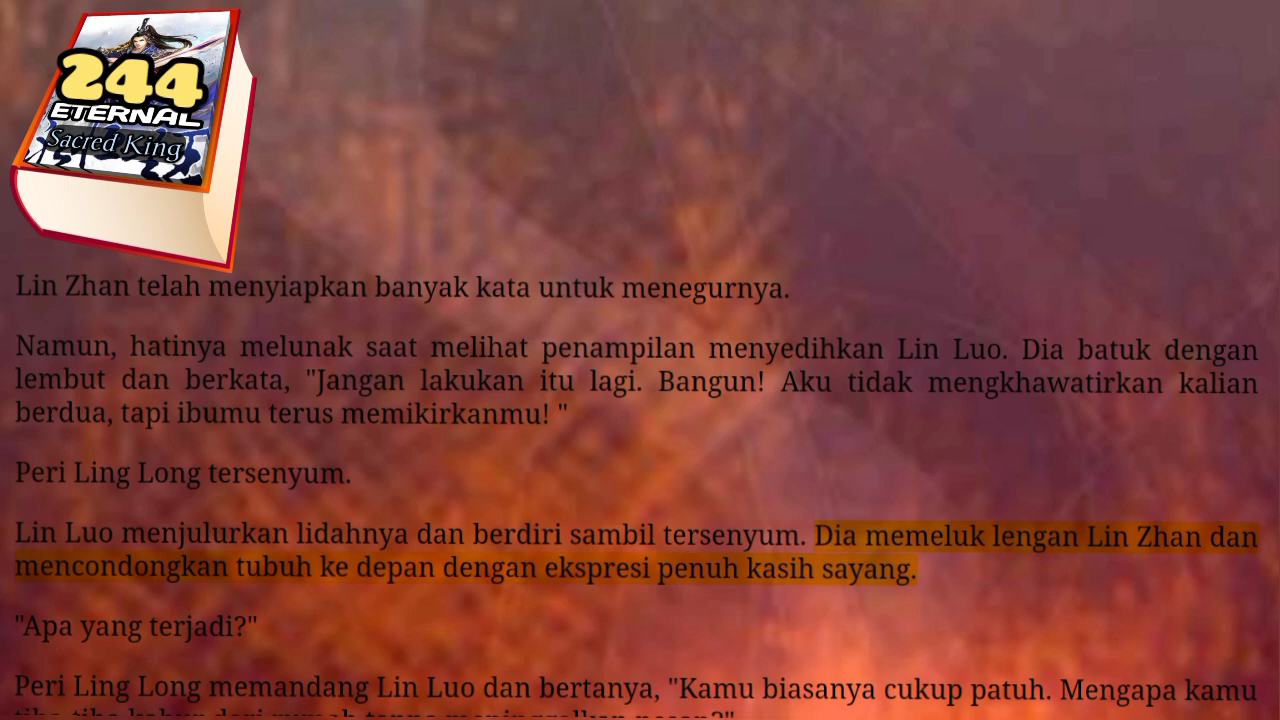 244
ETERNAL
Sacred King
Lin Zhan telah menyiapkan banyak kata untuk menegurnya.
Namun, hatinya melunak saat melihat penampilan menyedihkan Lin Luo. Dia batuk dengan
lembut dan berkata, "Jangan lakukan itu lagi. Bangun! Aku tidak mengkhawatirkan kalian
berdua, tapi ibumu terus memikirkanmu! "
Peri Ling Long tersenyum.
Lin Luo menjulurkan lidahnya dan berdiri sambil tersenyum. Dia memeluk lengan Lin Zhan dan
mencondongkan tubuh ke depan dengan ekspresi penuh kasih sayang.
"Apa yang terjadi?"
Peri Ling Long memandang Lin Luo dan bertanya, "Kamu biasanya cukup patuh. Mengapa kamu